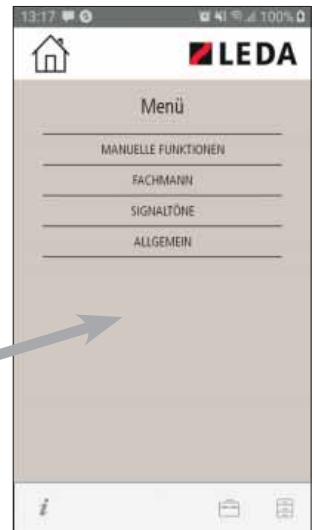 13:17 100%
LEDA
Menü
MANUELLE FUNKTIONEN
FACHMANN
SIGNALTÖNE
ALLGEMEIN
i